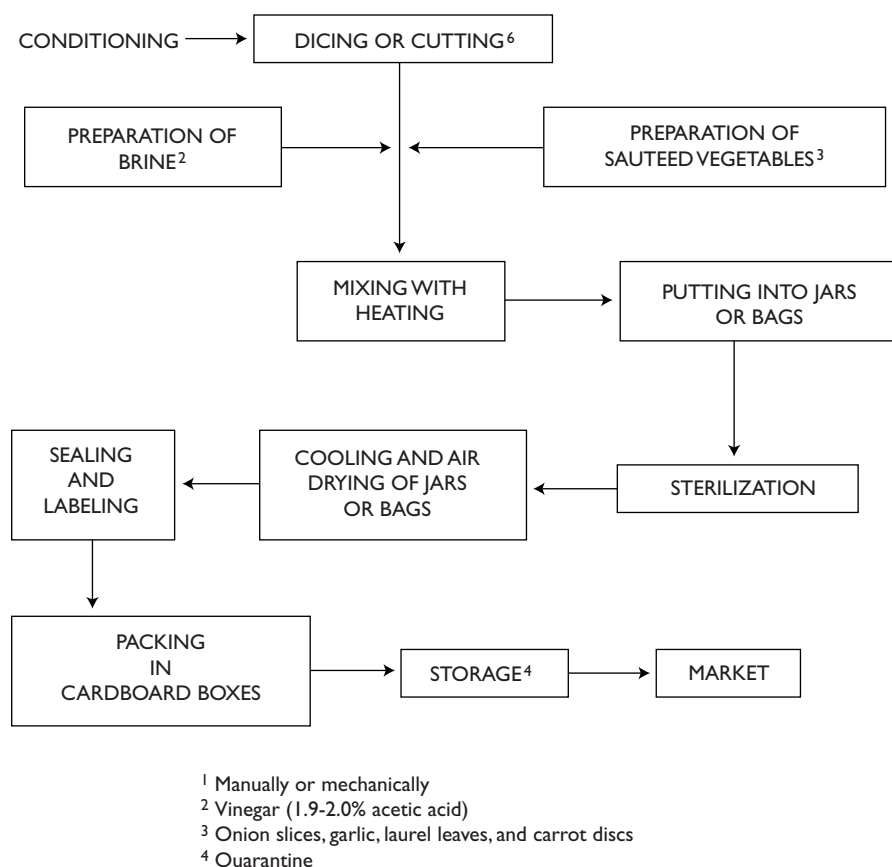 CONDITIONING
DICING OR CUTTING⁶
PREPARATION OF
BRINE²
PREPARATION OF
SAUTEED VEGETABLES³
MIXING WITH
HEATING
PUTTING INTO JARS
OR BAGS
SEALING
AND
LABELING
COOLING AND AIR
DRYING OF JARS
OR BAGS
STERILIZATION
PACKING
IN
CARDBOARD BOXES
STORAGE⁴
MARKET
¹ Manually or mechanically
² Vinegar (1.9-2.0% acetic acid)
³ Onion slices, garlic, laurel leaves, and carrot discs
⁴ Quarantine